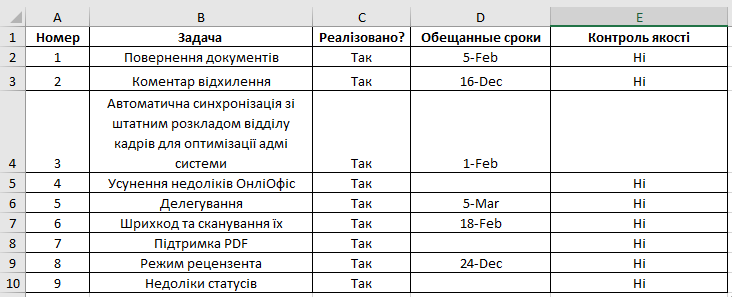 A B C D E
1 Номер Задача Реалізовано? Обещанные сроки Контроль якості
2 1 Повернення документів Так 5-Feb Ні
3 2 Коментар відхилення Так 16-Dec Ні
Автоматична синхронізація зі
штатним розкладом відділу
кадрів для оптимізації адмі
4 3 системи Так 1-Feb
5 4 Усунення недоліків ОнліОфіс Так Ні
6 5 Делегування Так 5-Mar Ні
7 6 Шрихкод та сканування їх Так 18-Feb Ні
8 7 Підтримка PDF Так Ні
9 8 Режим рецензента Так 24-Dec Ні
10 9 Недоліки статусів Так Ні